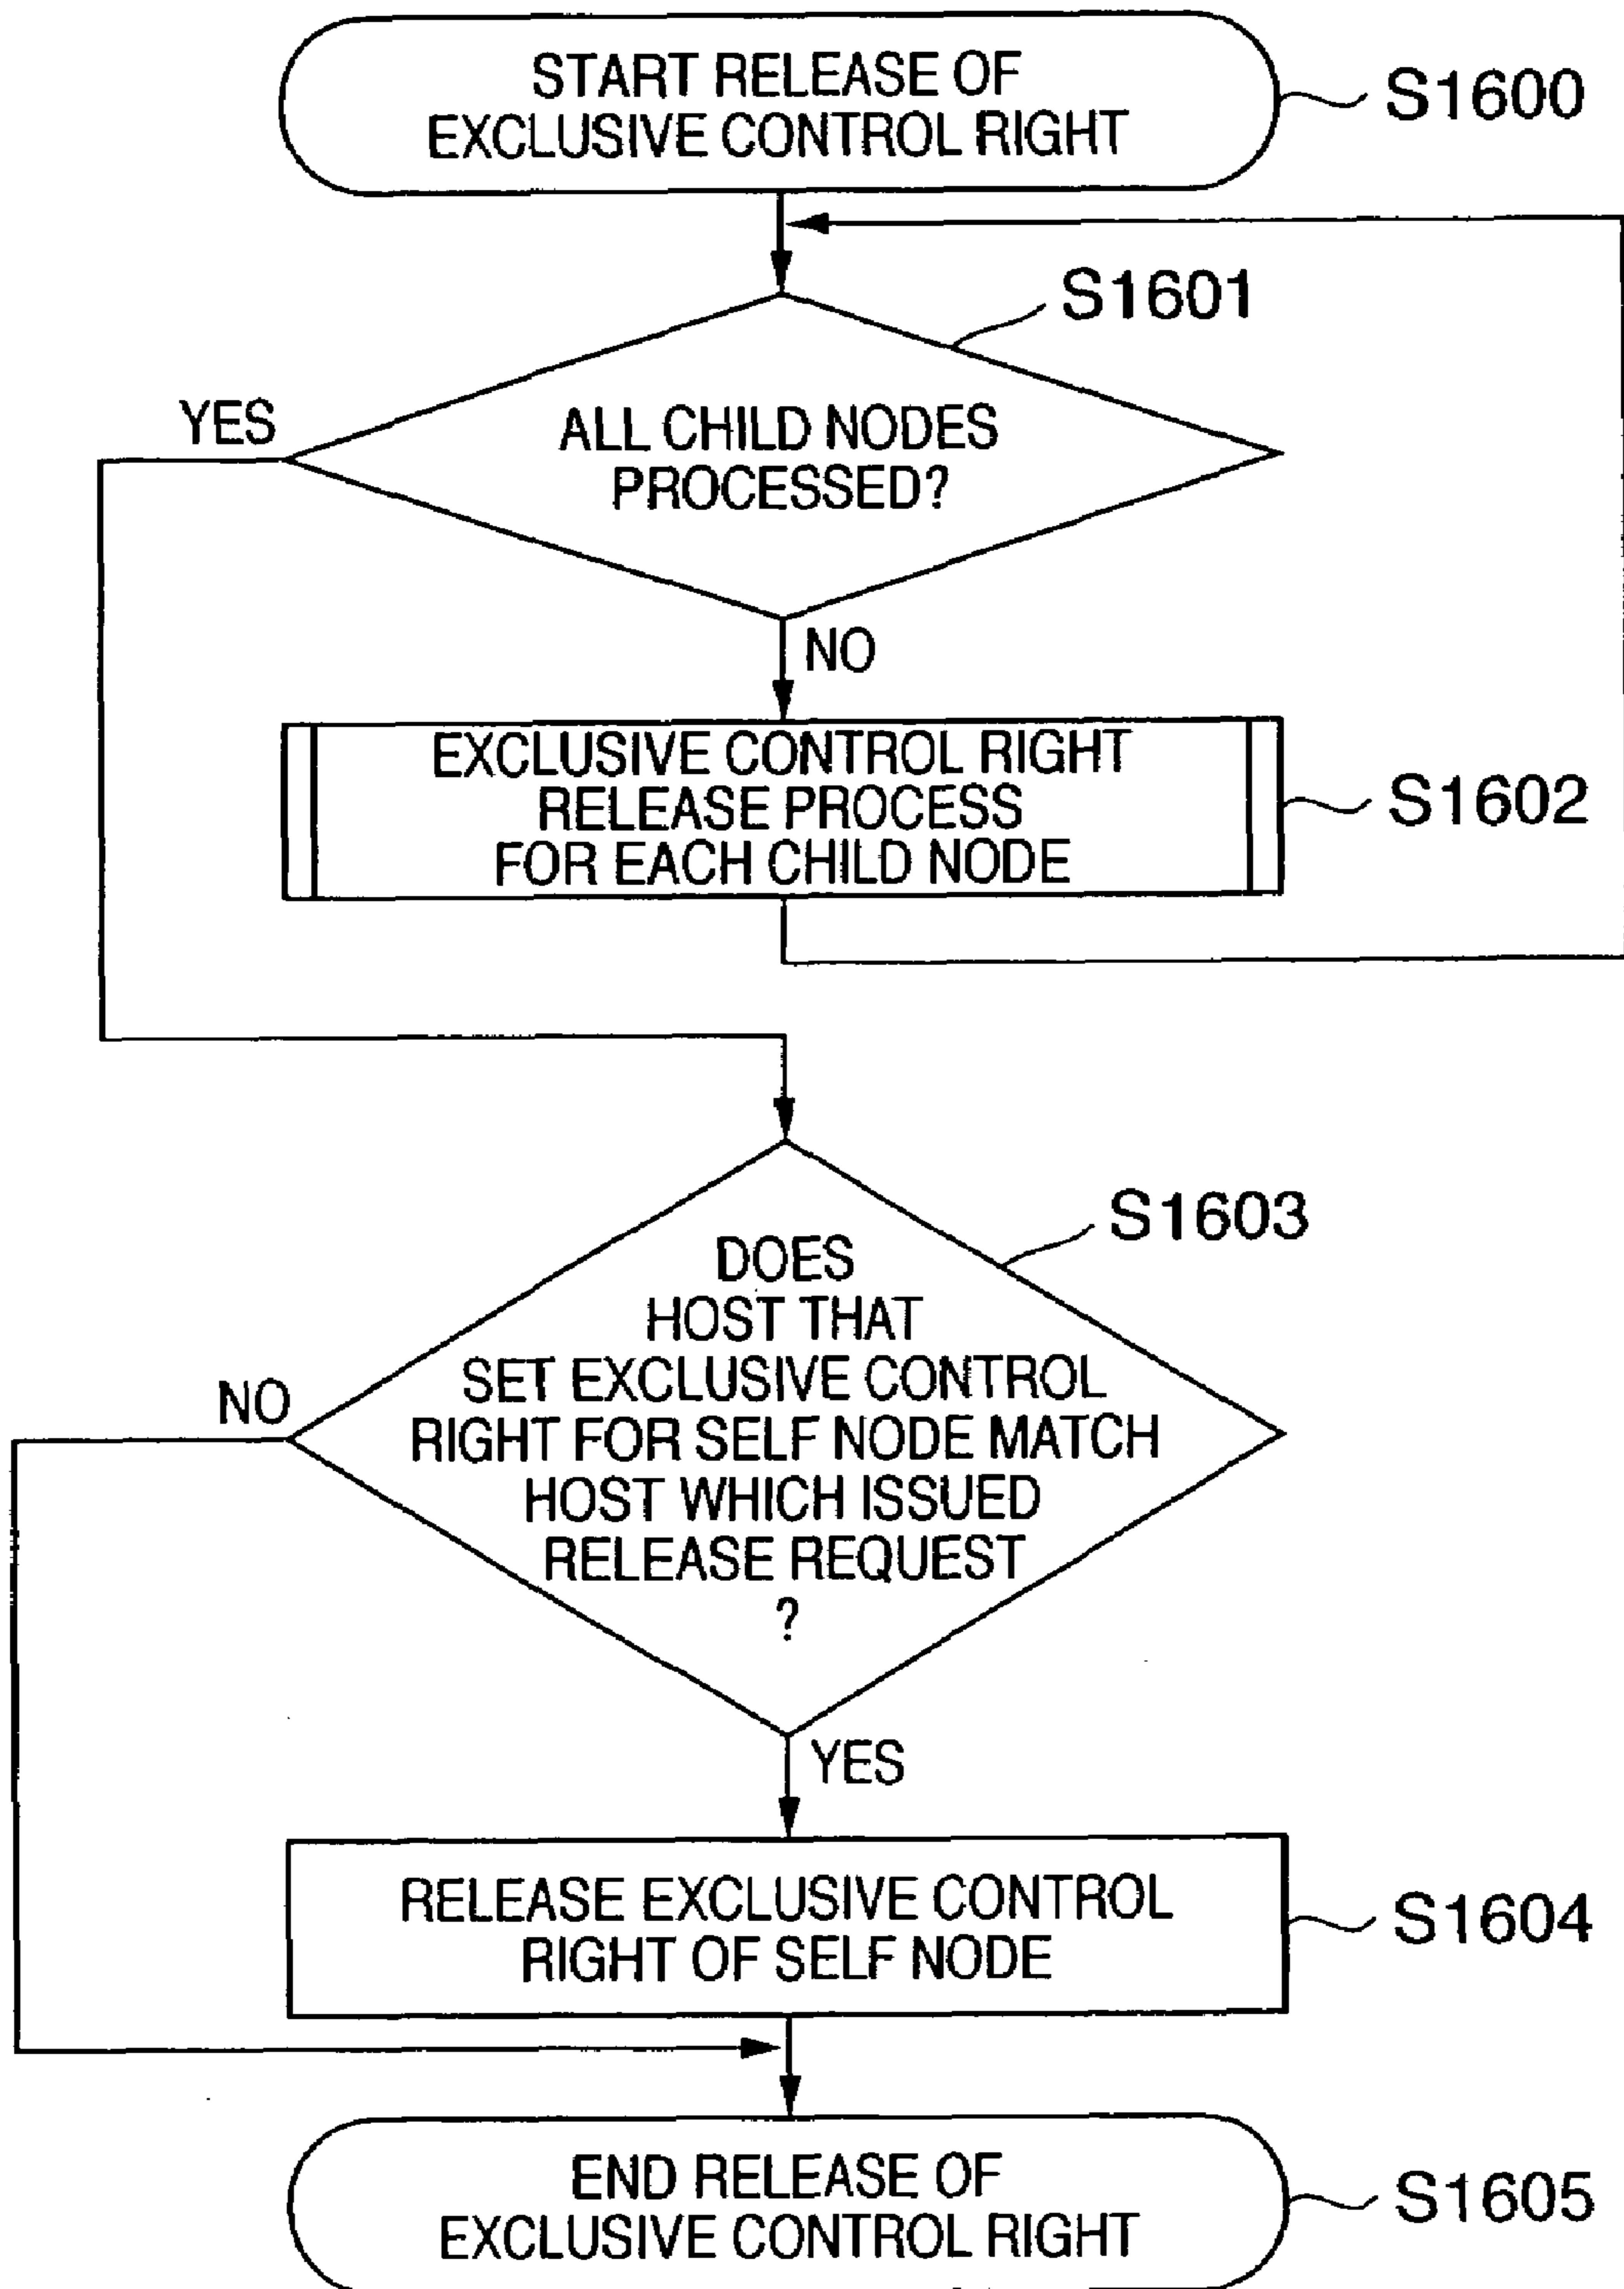 START RELEASE OF
EXCLUSIVE CONTROL RIGHT
S1600
S1601
YES
ALL CHILD NODES
PROCESSED?
NO
EXCLUSIVE CONTROL RIGHT
RELEASE PROCESS
FOR EACH CHILD NODE
S1602
S1603
DOES
HOST THAT
SET EXCLUSIVE CONTROL
RIGHT FOR SELF NODE MATCH
HOST WHICH ISSUED
RELEASE REQUEST
?
NO
YES
RELEASE EXCLUSIVE CONTROL
RIGHT OF SELF NODE
S1604
END RELEASE OF
EXCLUSIVE CONTROL RIGHT
S1605